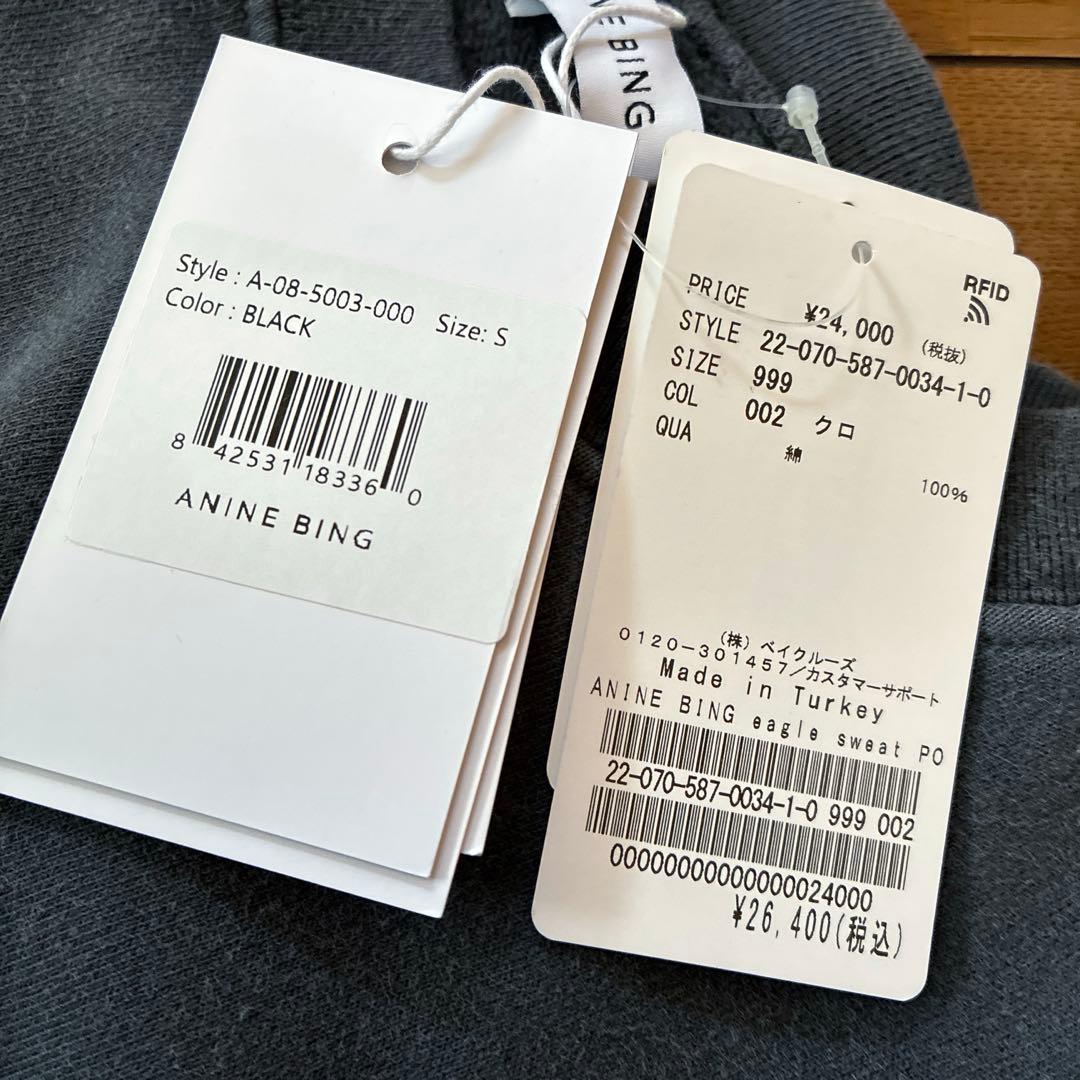 NE BING
Style : A-08-5003-000 Size: S
Color : BLACK
8 42531 18336 0
ANINE BING
RFID
PRICE ¥24,000 (税抜)
STYLE 22-070-587-0034-1-0
SIZE 999
COL 002 クロ
QUA 綿 100%
(株) ベイクルーズ
0120-301457/カスタマーサポート
Made in Turkey
ANINE BING eagle sweat PO
22-070-587-0034-1-0 999 002
0000000000000024000
¥26,400(税込)